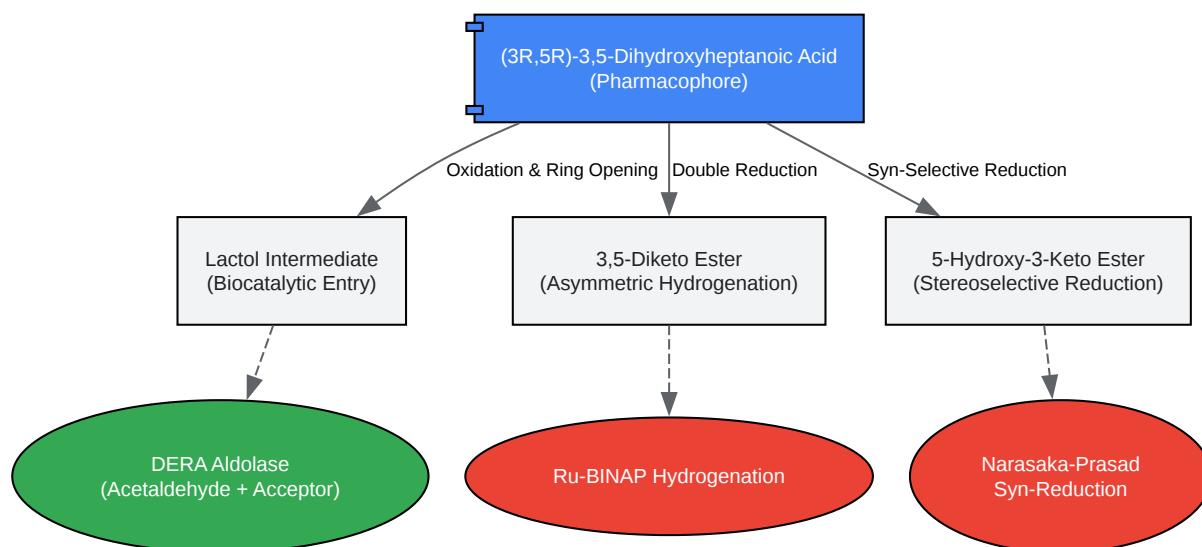 (3R,5R)-3,5-Dihydroxyheptanoic Acid
(Pharmacophore)
Oxidation & Ring Opening
Double Reduction
Syn-Selective Reduction
Lactol Intermediate
(Biocatalytic Entry)
3,5-Diketo Ester
(Asymmetric Hydrogenation)
5-Hydroxy-3-Keto Ester
(Stereoselective Reduction)
DERA Aldolase
(Acetaldehyde + Acceptor)
Ru-BINAP Hydrogenation
Narasaka-Prasad
Syn-Reduction